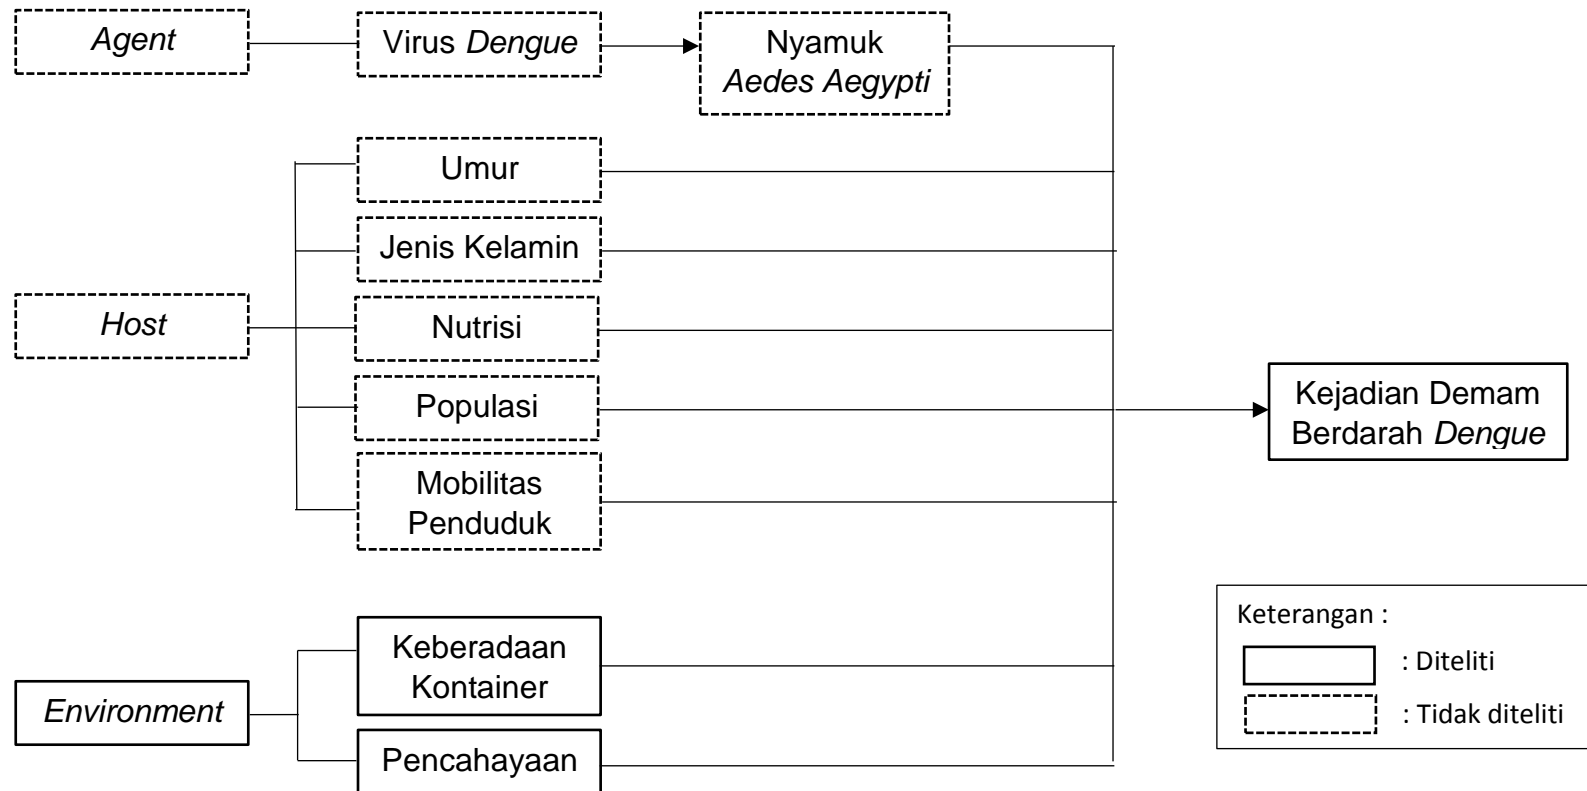 Agent
Virus Dengue
Nyamuk
Aedes Aegypti
Umur
Jenis Kelamin
Host
Nutrisi
Populasi
Mobilitas
Penduduk
Kejadian Demam
Berdarah Dengue
Keberadaan
Kontainer
Environment
Pencahayaan
Keterangan :
: Diteliti
: Tidak diteliti